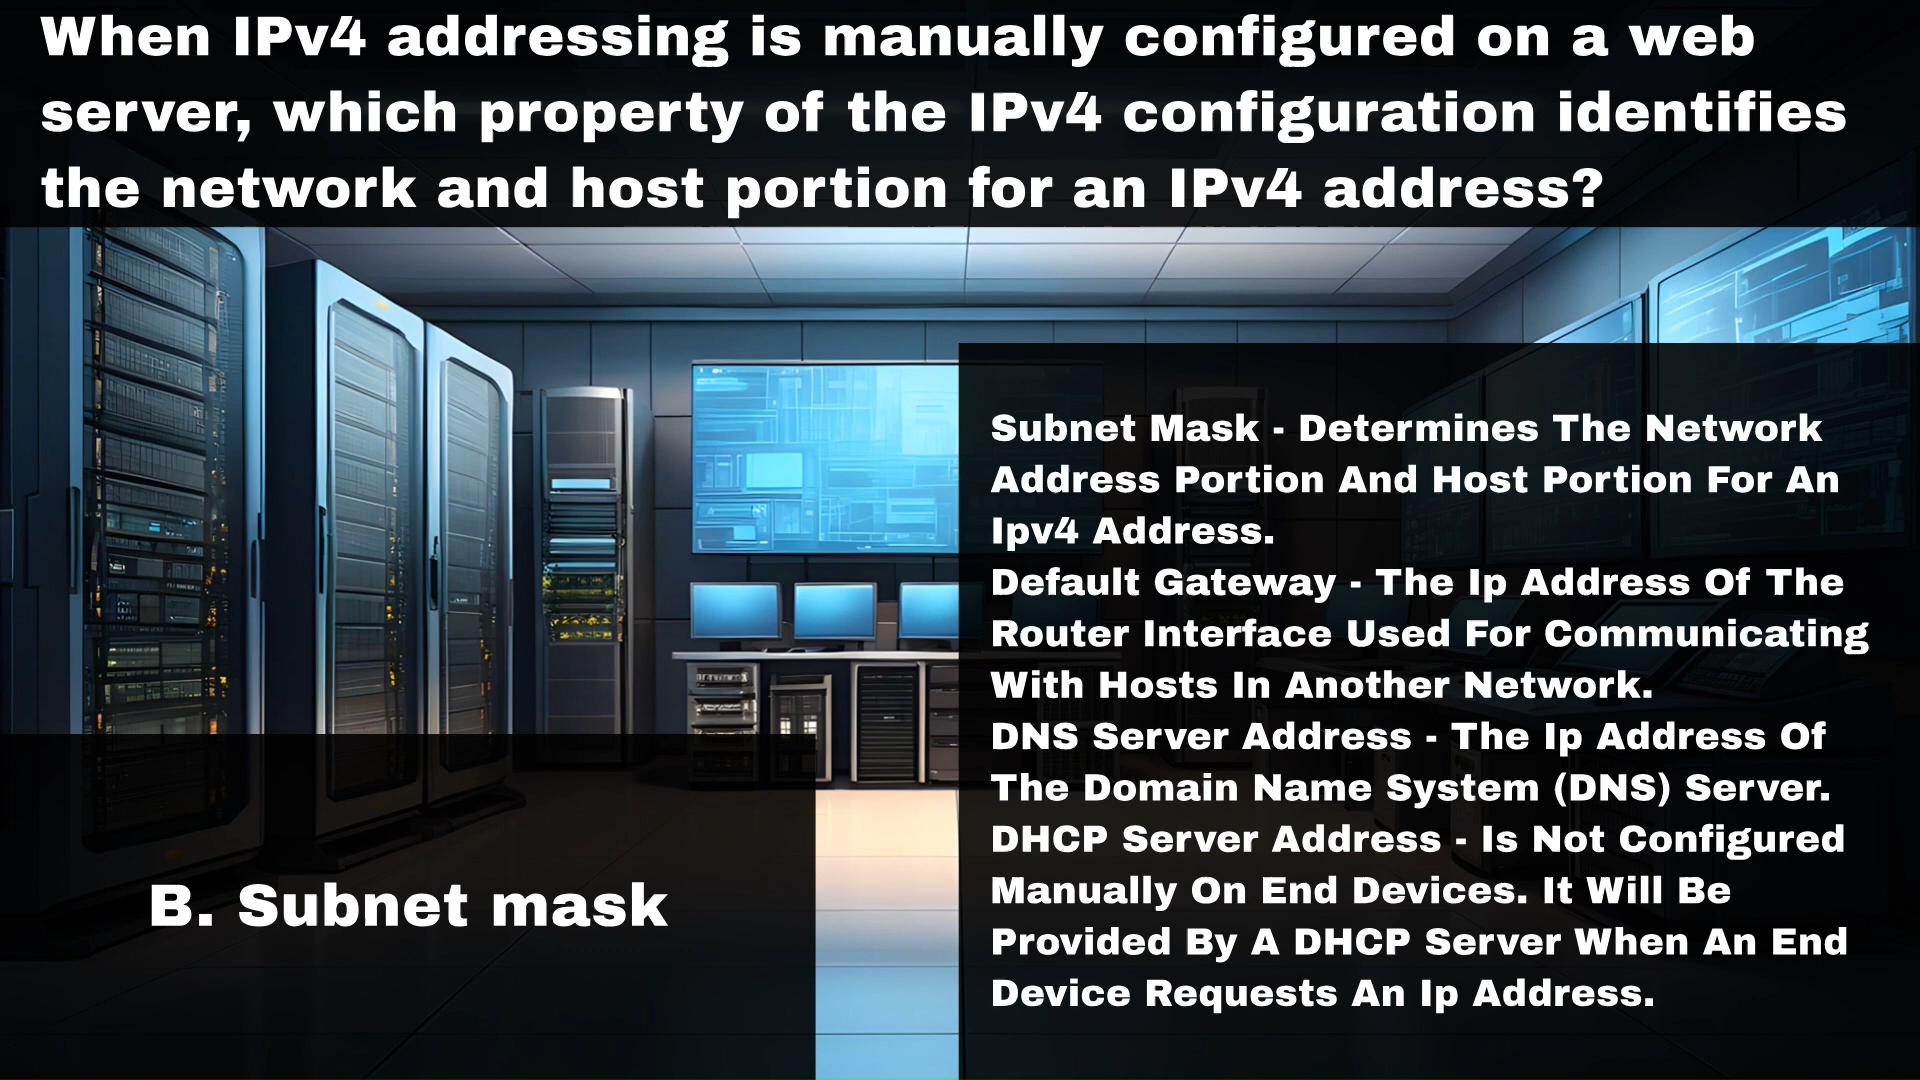 When IPv4 addressing is manually configured on a web
server, which property of the IPv4 configuration identifies
the network and host portion for an IPv4 address?
Subnet Mask - Determines The Network
Address Portion And Host Portion For An
Ipv4 Address.
Default Gateway - The Ip Address Of The
Router Interface Used For Communicating
With Hosts In Another Network.
DNS Server Address - The Ip Address Of
The Domain Name System (DNS) Server.
DHCP Server Address - Is Not Configured
Manually On End Devices. It Will Be
Provided By A DHCP Server When An End
Device Requests An Ip Address.
B. Subnet mask